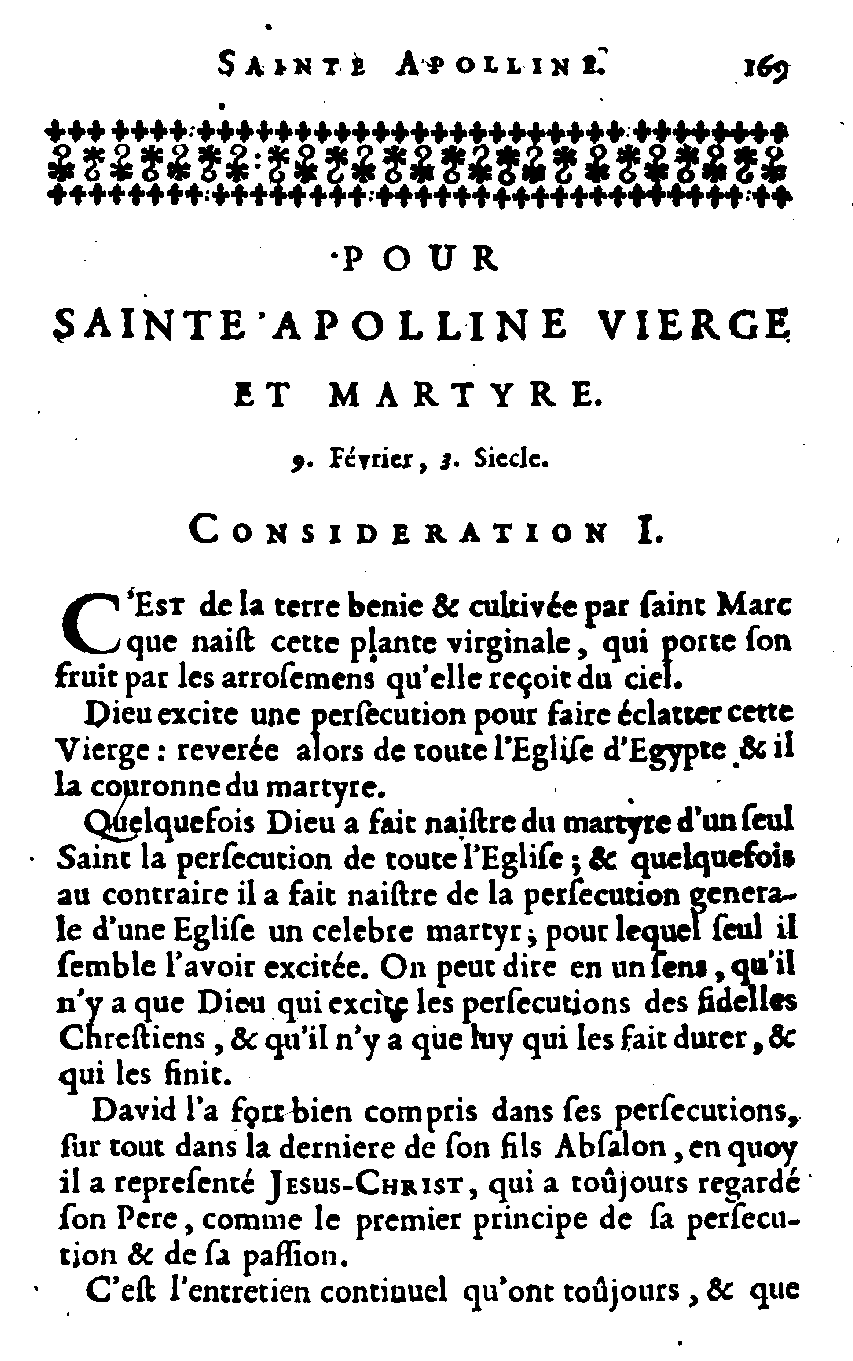 SAINTE APOLLINE. 169
POUR
SAINTE APOLLINE VIERGE
ET MARTYRE.
9. Février, 3. Siecle.
CONSIDERATION I.
C'EST de la terre benie & cultivée par ſaint Marc
que naiſt cette plante virginale, qui porte ſon
fruit par les arroſemens qu'elle reçoit du ciel.
Dieu excite une perſecution pour faire éclatter cette
Vierge : reverée alors de toute l'Egliſe d'Egypte & il
la couronne du martyre.
Quelquefois Dieu a fait naiſtre du martyre d'un ſeul
Saint la perſecution de toute l'Egliſe ; & quelquefois
au contraire il a fait naiſtre de la perſecution genera-
le d'une Egliſe un celebre martyr ; pour lequel ſeul il
ſemble l'avoir excitée. On peut dire en un ſens, qu'il
n'y a que Dieu qui excite les perſecutions des fidelles
Chreſtiens, & qu'il n'y a que luy qui les fait durer, &
qui les finit.
David l'a fort bien compris dans ſes perſecutions,
ſur tout dans la derniere de ſon fils Abſalon, en quoy
il a repreſenté JESUS-CHRIST, qui a toûjours regardé
ſon Pere, comme le premier principe de ſa perſecu-
tion & de ſa paſſion.
C'eſt l'entretien continuel qu'ont toûjours, & que